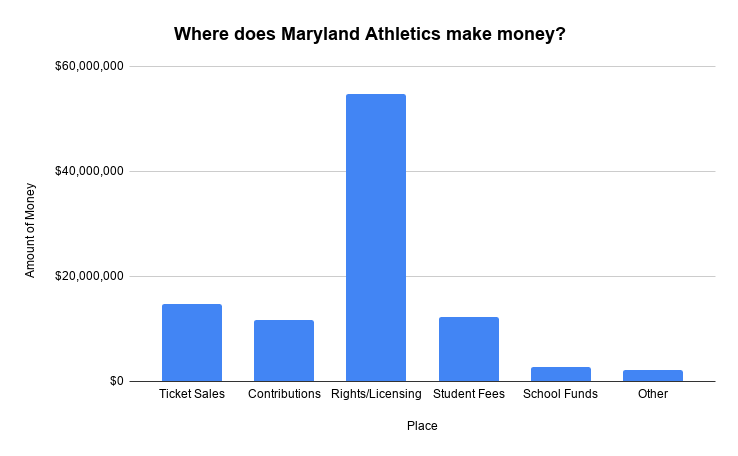 Where does Maryland Athletics make money?
$60,000,000
$40,000,000
$20,000,000
$0
Amount of Money
Ticket Sales Contributions Rights/Licensing Student Fees School Funds Other
Place